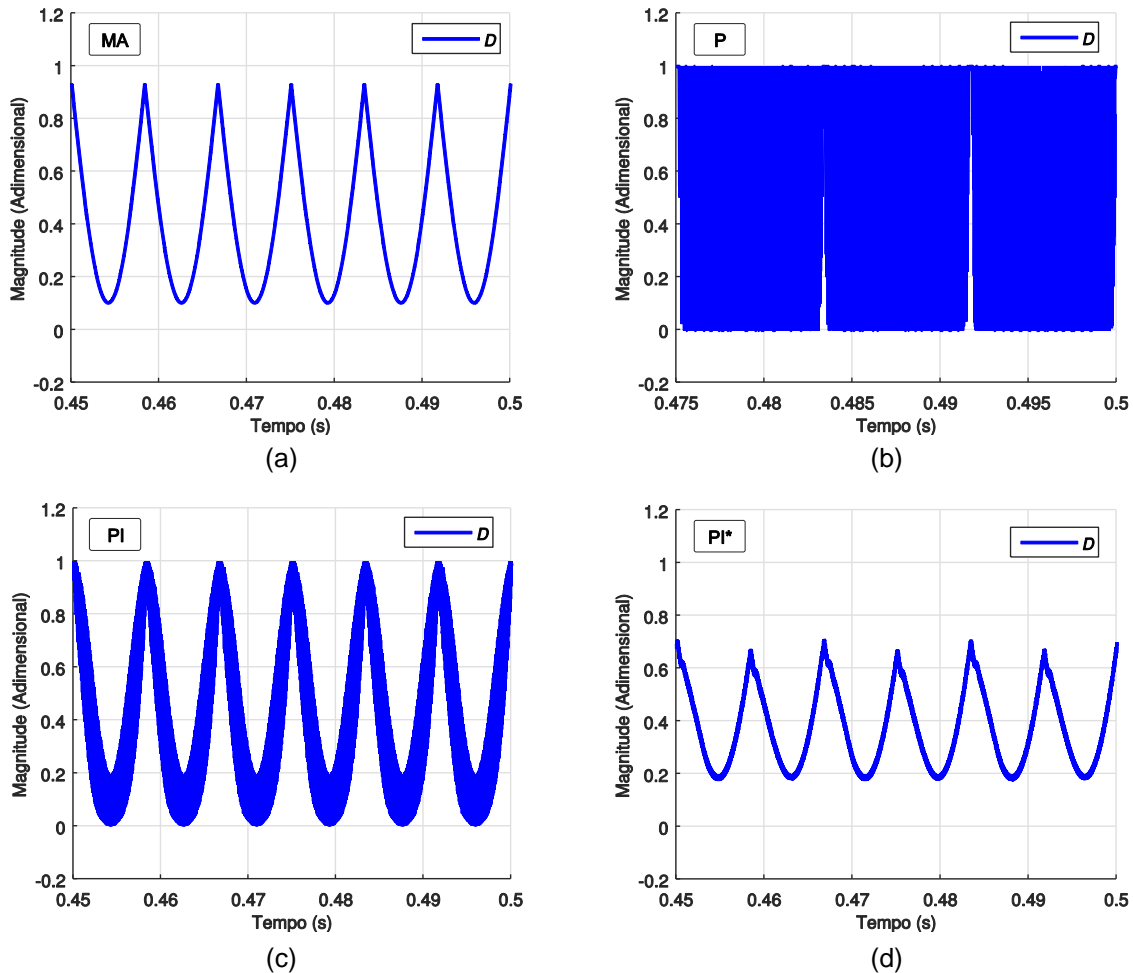 MA
D
Magnitude (Adimensional)
1.2
1
0.8
0.6
0.4
0.2
0
-0.2
0.45 0.46 0.47 0.48 0.49 0.5
Tempo (s)
(a)
P
D
Magnitude (Adimensional)
1.2
1
0.8
0.6
0.4
0.2
0
-0.2
0.475 0.48 0.485 0.49 0.495 0.5
Tempo (s)
(b)
PI
D
Magnitude (Adimensional)
1.2
1
0.8
0.6
0.4
0.2
0
-0.2
0.45 0.46 0.47 0.48 0.49 0.5
Tempo (s)
(c)
PI*
D
Magnitude (Adimensional)
1.2
1
0.8
0.6
0.4
0.2
0
-0.2
0.45 0.46 0.47 0.48 0.49 0.5
Tempo (s)
(d)